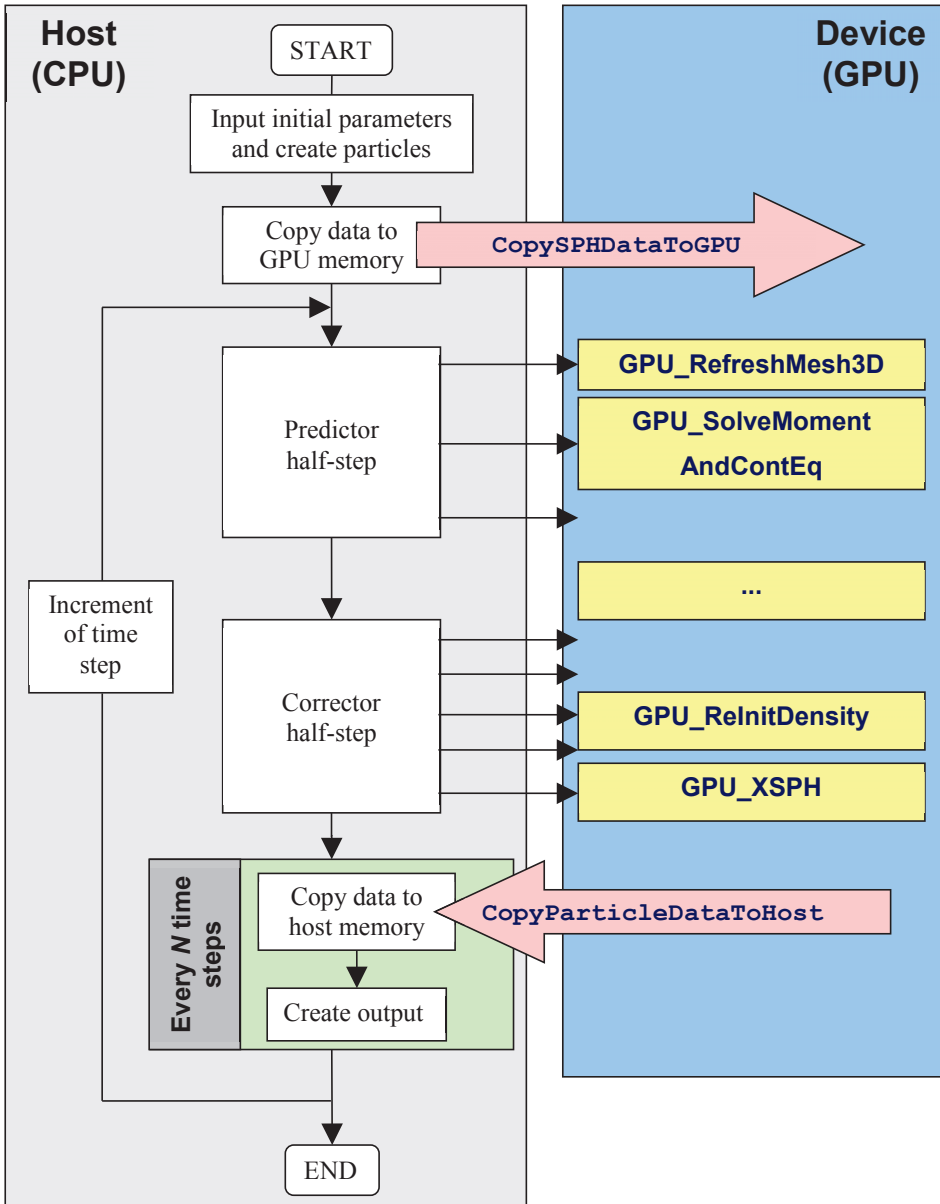 Host
(CPU)
Device
(GPU)
START
Input initial parameters
and create particles
Copy data to
GPU memory
CopySPHDataToGPU
Predictor
half-step
GPU_RefreshMesh3D
GPU_SolveMoment
AndContEq
...
Increment
of time
step
Corrector
half-step
GPU_ReInitDensity
GPU_XSPH
Every N time
steps
Copy data to
host memory
CopyParticleDataToHost
Create output
END